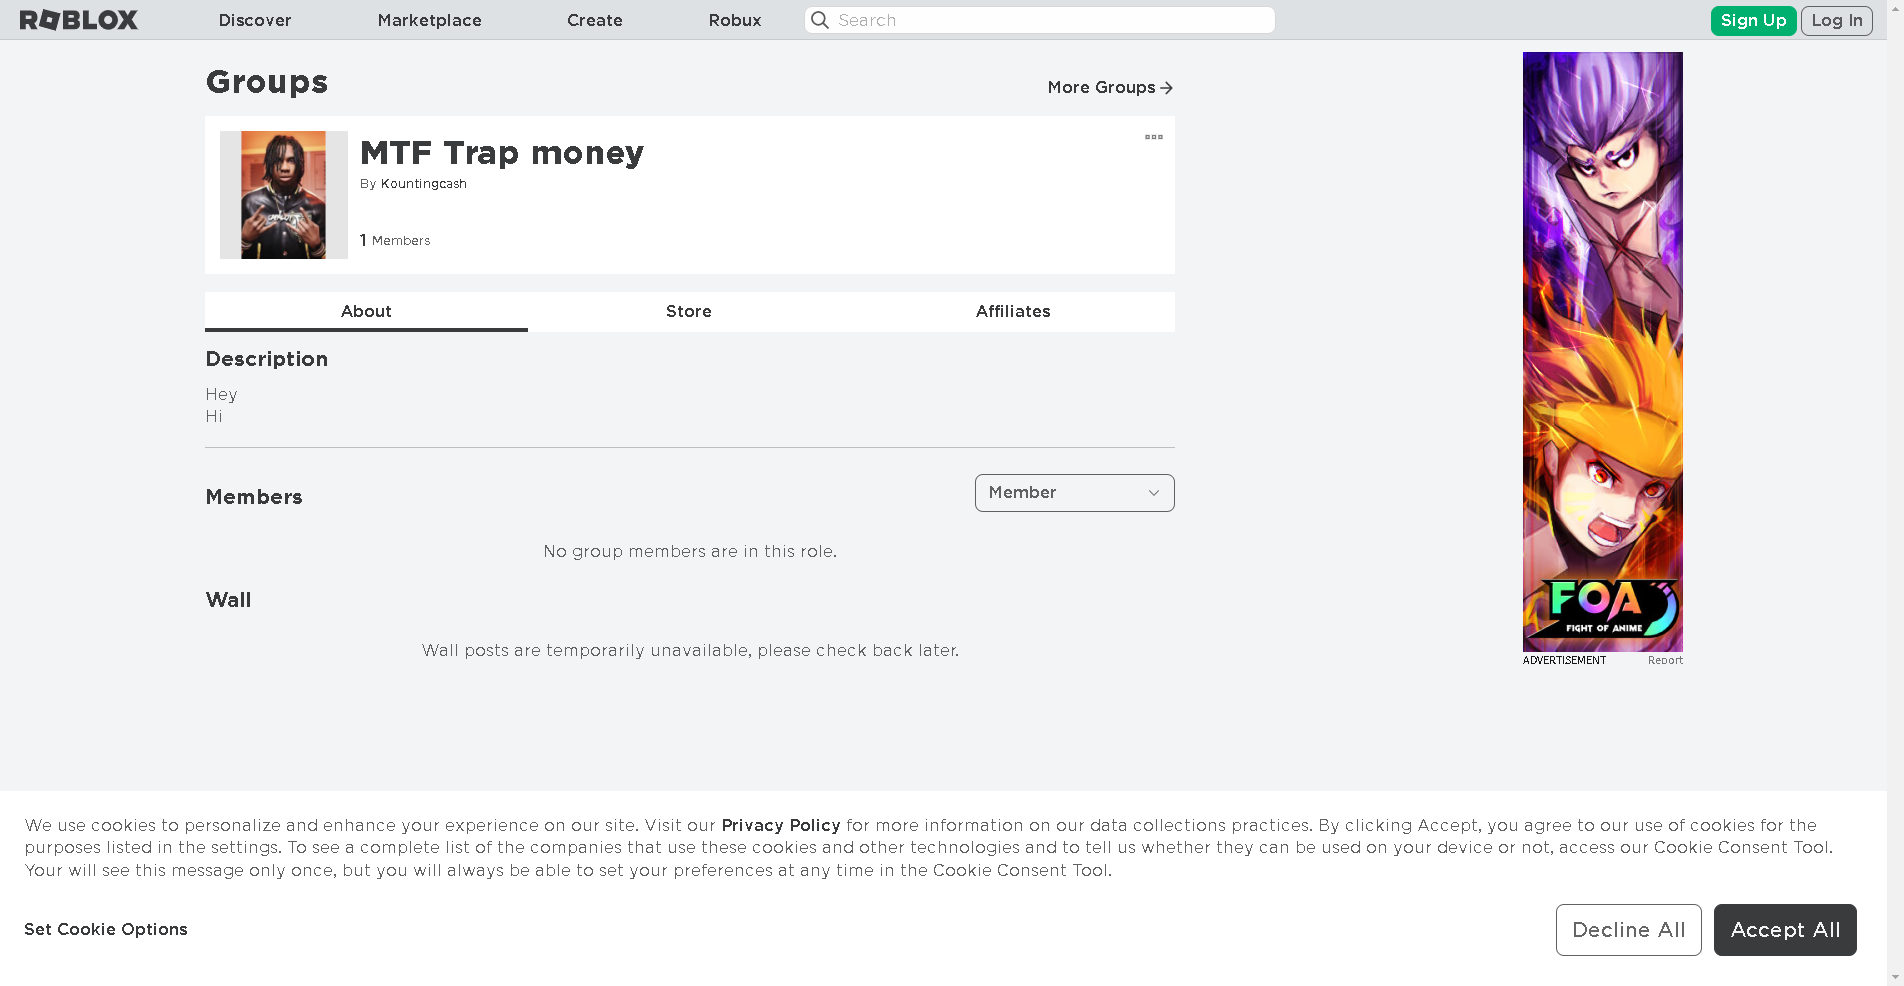 ROBLOX Discover Marketplace Create Robux Search Sign Up Log In
Groups
More Groups
MTF Trap money
By Kountingcash
1 Members
About Store Affiliates
Description
Hey
Hi
Members
Member
No group members are in this role.
Wall
Wall posts are temporarily unavailable, please check back later.
FOA
FIGHT OF ANIME
ADVERTISEMENT Report
We use cookies to personalize and enhance your experience on our site. Visit our Privacy Policy for more information on our data collections practices. By clicking Accept, you agree to our use of cookies for the
purposes listed in the settings. To see a complete list of the companies that use these cookies and other technologies and to tell us whether they can be used on your device or not, access our Cookie Consent Tool.
Your will see this message only once, but you will always be able to set your preferences at any time in the Cookie Consent Tool.
Set Cookie Options
Decline All
Accept All